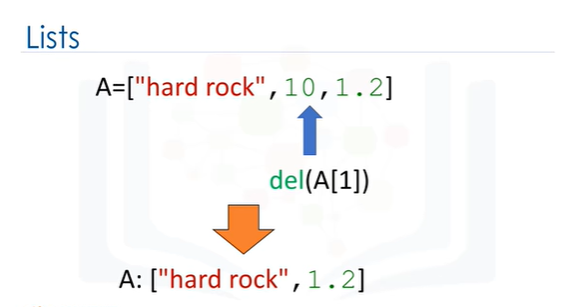 Lists
A=["hard rock",10,1.2]
del(A[1])
A: ["hard rock",1.2]